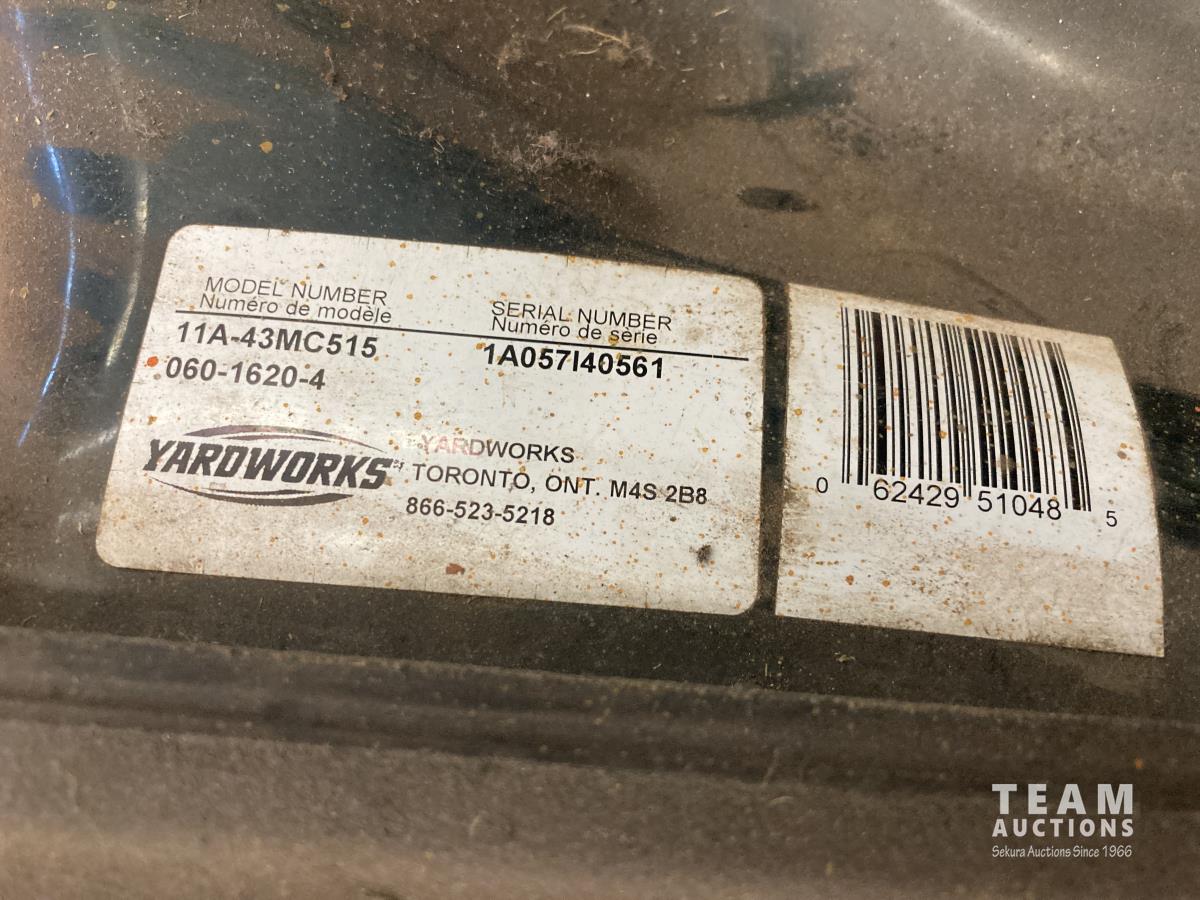 MODEL NUMBER
Numéro de modèle
SERIAL NUMBER
Numéro de série
11A-43MC515
1A057I40561
060-1620-4
YARDWORKS
YARDWORKS
TORONTO, ONT. M4S 2B8
866-523-5218
0 62429 51048 5
TEAM
AUCTIONS
Sekura Auctions Since 1966